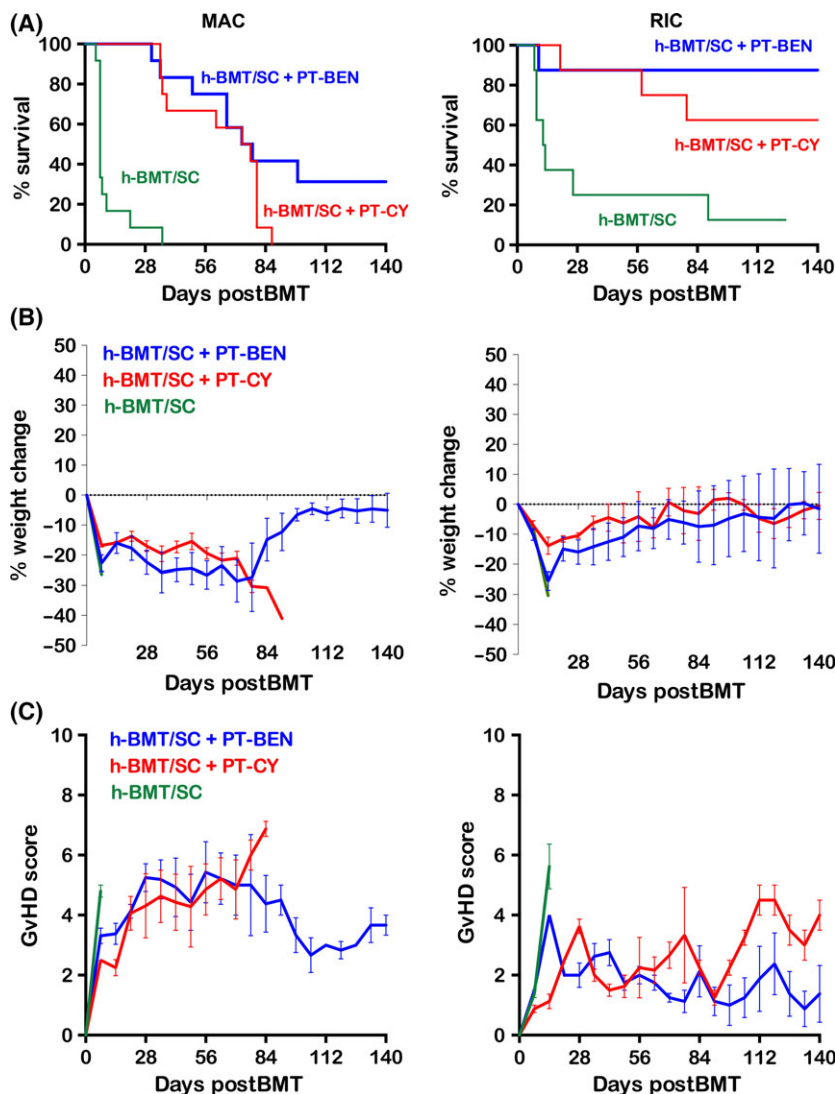 (A)
MAC
100
80
60
40
20
0
% survival
h-BMT/SC + PT-BEN
h-BMT/SC
h-BMT/SC + PT-CY
0 28 56 84 112 140
Days postBMT
RIC
100
80
60
40
20
0
% survival
h-BMT/SC + PT-BEN
h-BMT/SC + PT-CY
h-BMT/SC
0 28 56 84 112 140
Days postBMT
(B)
50
40
30
20
10
0
−10
−20
−30
−40
−50
% weight change
h-BMT/SC + PT-BEN
h-BMT/SC + PT-CY
h-BMT/SC
28 56 84 112 140
Days postBMT
50
40
30
20
10
0
−10
−20
−30
−40
−50
% weight change
28 56 84 112 140
Days postBMT
(C)
10
8
6
4
2
0
GvHD score
h-BMT/SC + PT-BEN
h-BMT/SC + PT-CY
h-BMT/SC
0 28 56 84 112 140
Days postBMT
10
8
6
4
2
0
GvHD score
0 28 56 84 112 140
Days postBMT